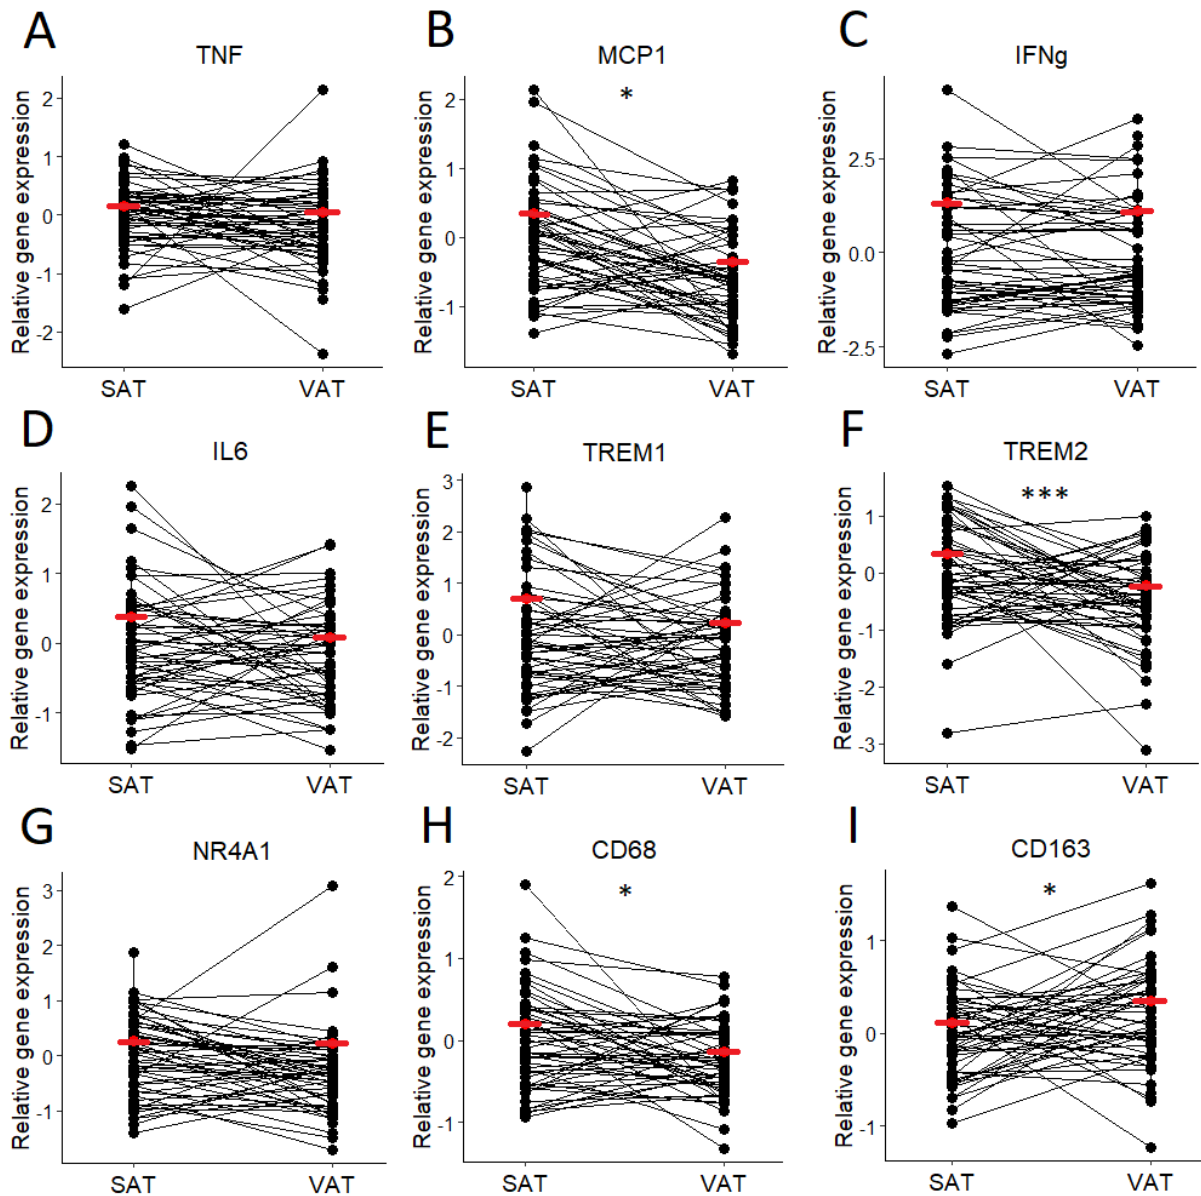 A
TNF
Relative gene expression
2
1
0
-1
-2
SAT VAT
B
MCP1
*
Relative gene expression
2
1
0
-1
SAT VAT
C
IFNg
Relative gene expression
2.5
0.0
-2.5
SAT VAT
D
IL6
Relative gene expression
2
1
0
-1
SAT VAT
E
TREM1
Relative gene expression
3
2
1
0
-1
-2
SAT VAT
F
TREM2
***
Relative gene expression
1
0
-1
-2
-3
SAT VAT
G
NR4A1
Relative gene expression
3
2
1
0
-1
SAT VAT
H
CD68
*
Relative gene expression
2
1
0
-1
SAT VAT
I
CD163
*
Relative gene expression
1
0
-1
SAT VAT